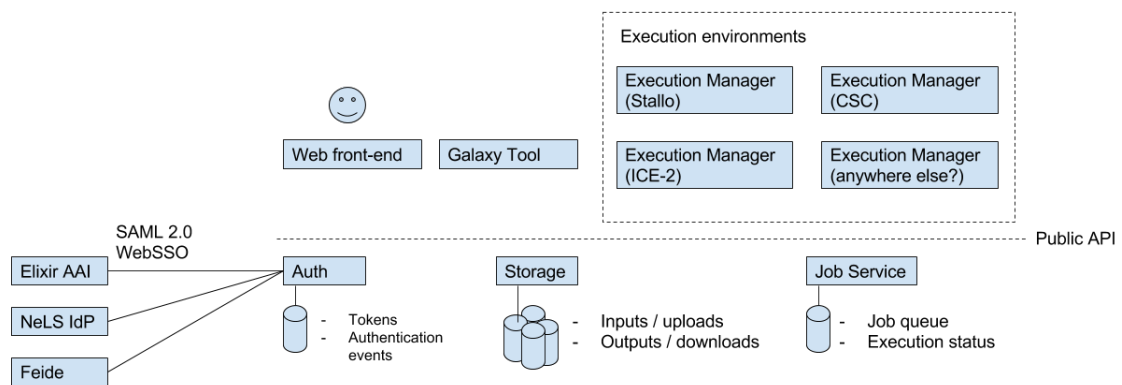 Execution environments
Execution Manager
(Stallo)
Execution Manager
(CSC)
Web front-end
Galaxy Tool
Execution Manager
(ICE-2)
Execution Manager
(anywhere else?)
SAML 2.0
WebSSO
Public API
Elixir AAI
Auth
Storage
Job Service
NeLS IdP
- Tokens
- Authentication
events
- Inputs / uploads
- Outputs / downloads
- Job queue
- Execution status
Feide